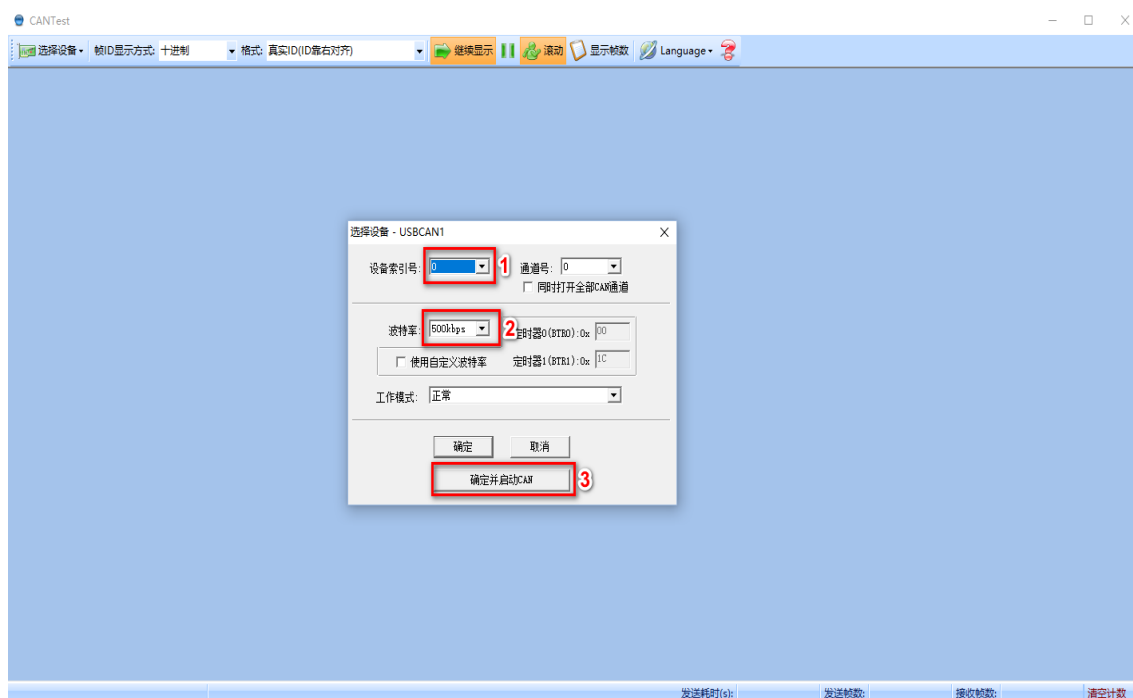 CANTest
选择设备 帧ID显示方式: 十进制 格式: 真实ID(ID靠右对齐) 继续显示 滚动 显示帧数 Language
选择设备 - USBCAN1
设备索引号: 0 1 通道号: 0
同时打开全部CAN通道
波特率: 500kbps 2 定时器0(BTR0):0x 00
使用自定义波特率 定时器1(BTR1):0x 1C
工作模式: 正常
确定 取消
确定并启动CAN 3
发送耗时(s): 发送帧数: 接收帧数: 清空计数